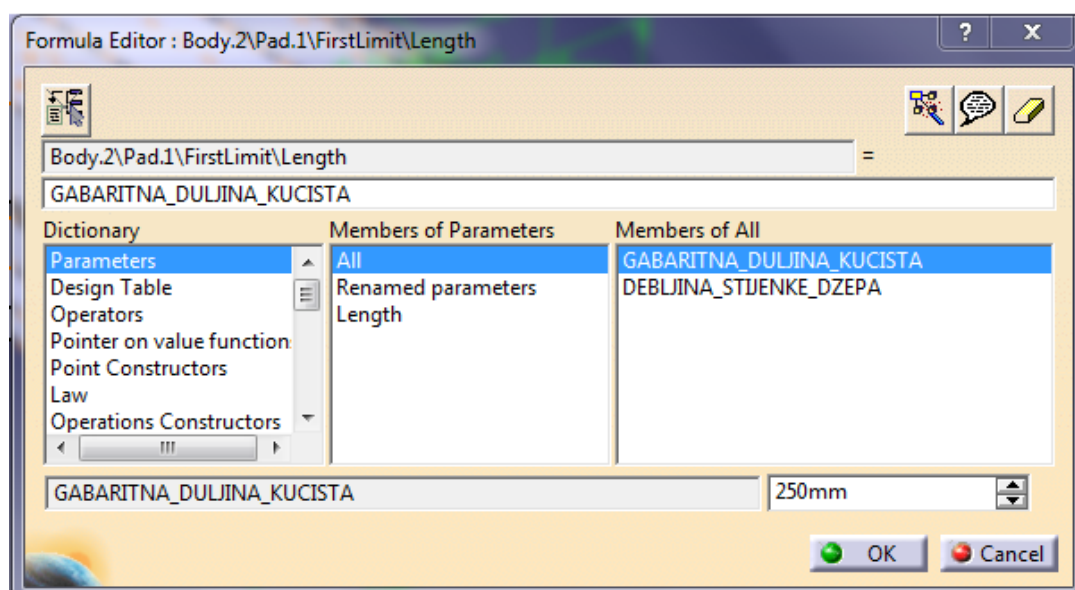 Formula Editor : Body.2\Pad.1\FirstLimit\Length
? x
Body.2\Pad.1\FirstLimit\Length =
GABARITNA_DULJINA_KUCISTA
Dictionary Members of Parameters Members of All
Parameters All GABARITNA_DULJINA_KUCISTA
Design Table Renamed parameters DEBLJINA_STIJENKE_DZEPA
Operators Length
Pointer on value function
Point Constructors
Law
Operations Constructors
GABARITNA_DULJINA_KUCISTA 250mm
OK Cancel